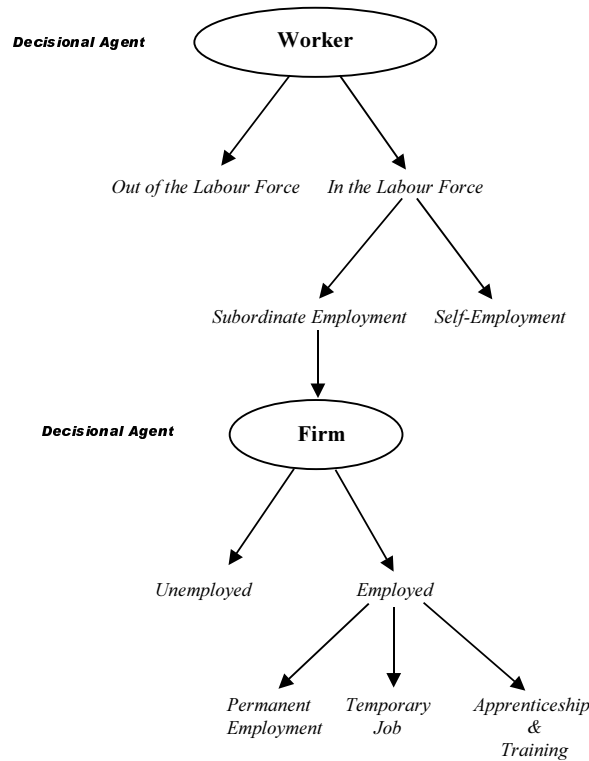 Decisional Agent
Worker
Out of the Labour Force
In the Labour Force
Subordinate Employment
Self-Employment
Decisional Agent
Firm
Unemployed
Employed
Permanent
Employment
Temporary
Job
Apprenticeship
&
Training